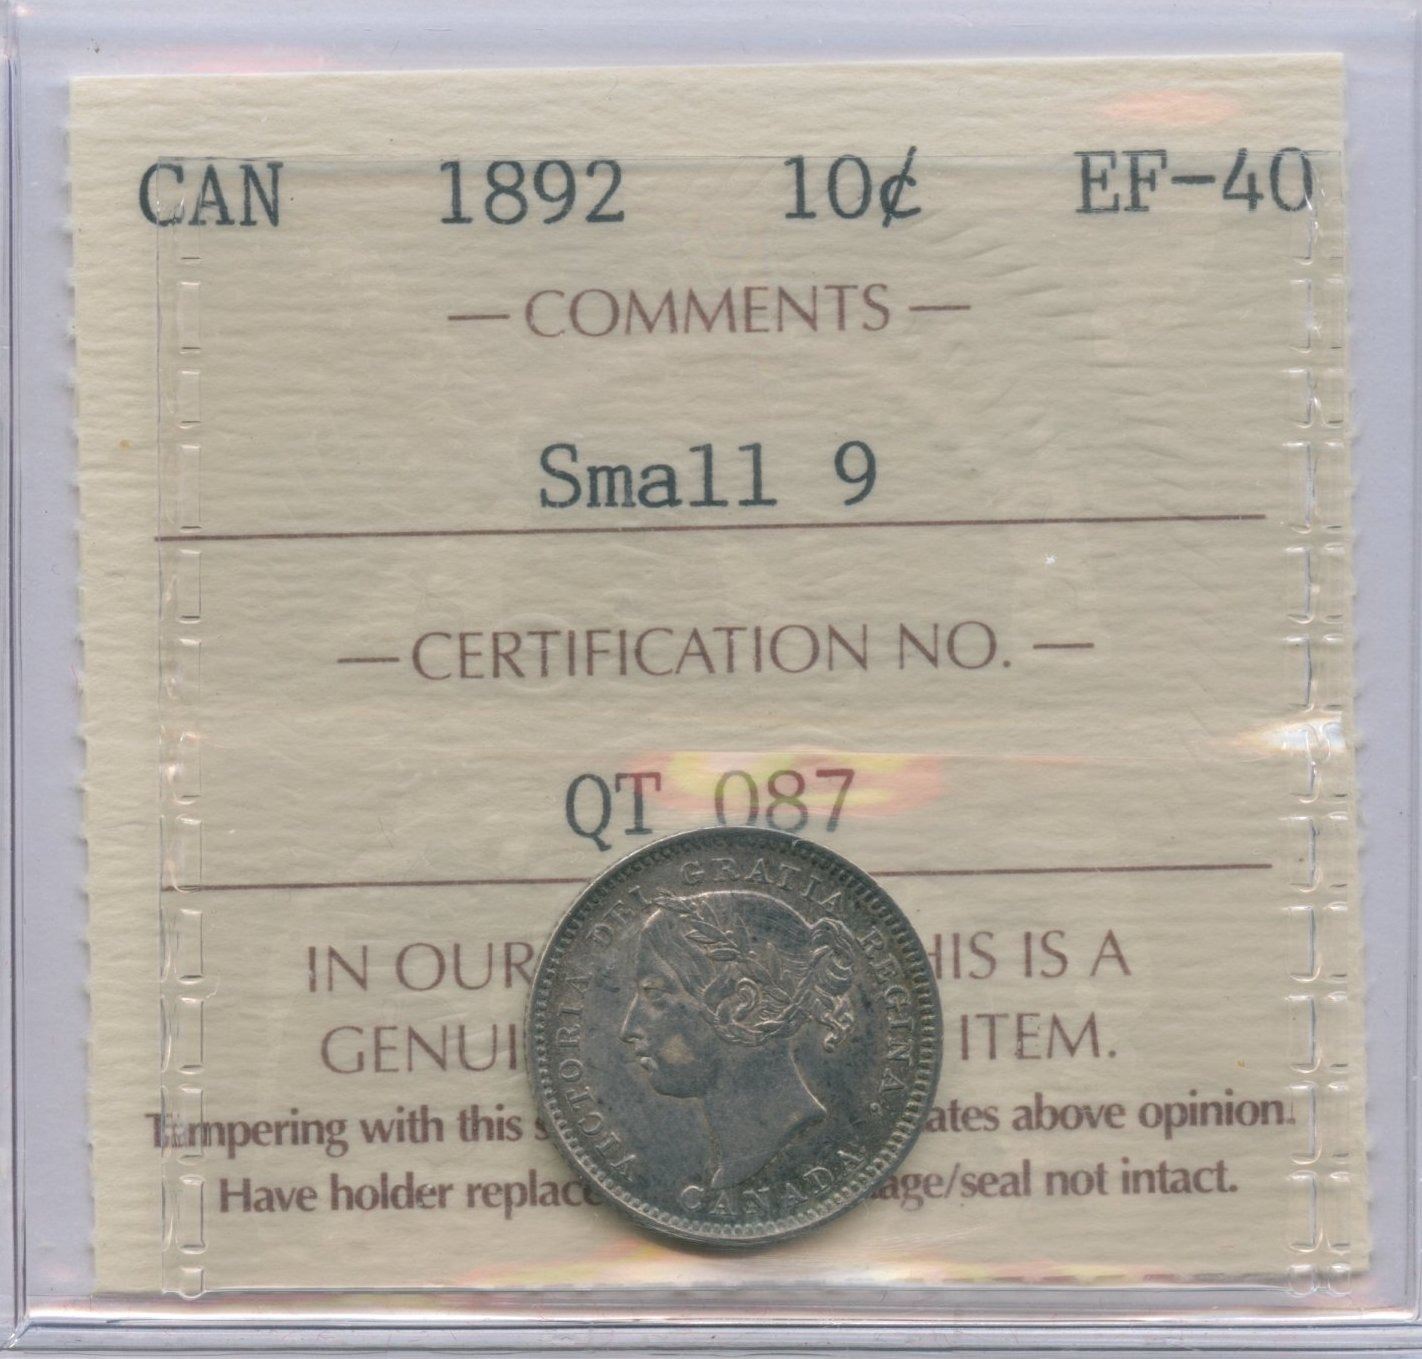 CAN 1892 10¢ EF-40
— COMMENTS —
Small 9
— CERTIFICATION NO. —
QT 087
IN OUR HIS IS A
GENUI ITEM.
Tampering with this s ates above opinion.
Have holder replace age/seal not intact.
VICTORIA DEI GRATIA REGINA.
CANADA